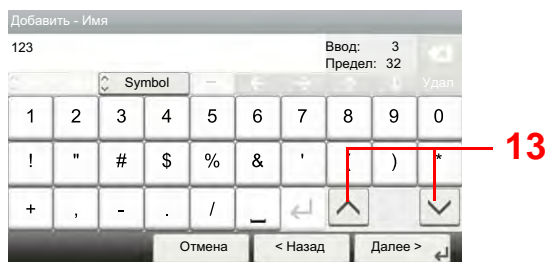 Добавить - Имя
123
Ввод: 3
Предел: 32
Symbol — Удал
1 2 3 4 5 6 7 8 9 0
! " # $ % & ' ( ) *
+ , - . / _
Отмена < Назад Далее >
13